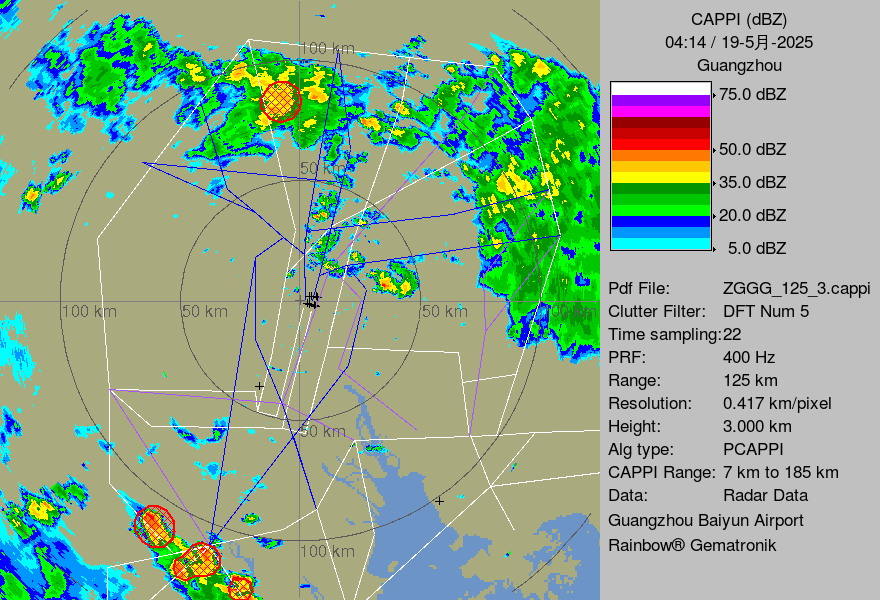 CAPPI (dBZ)
04:14 / 19-5月-2025
Guangzhou
75.0 dBZ
50.0 dBZ
35.0 dBZ
20.0 dBZ
5.0 dBZ
Pdf File: ZGGG_125_3.cappi
Clutter Filter: DFT Num 5
Time sampling:22
PRF: 400 Hz
Range: 125 km
Resolution: 0.417 km/pixel
Height: 3.000 km
Alg type: PCAPPI
CAPPI Range: 7 km to 185 km
Data: Radar Data
Guangzhou Baiyun Airport
Rainbow® Gematronik
100 km
50 km
100 km
50 km
50 km
100 km
50 km
100 km